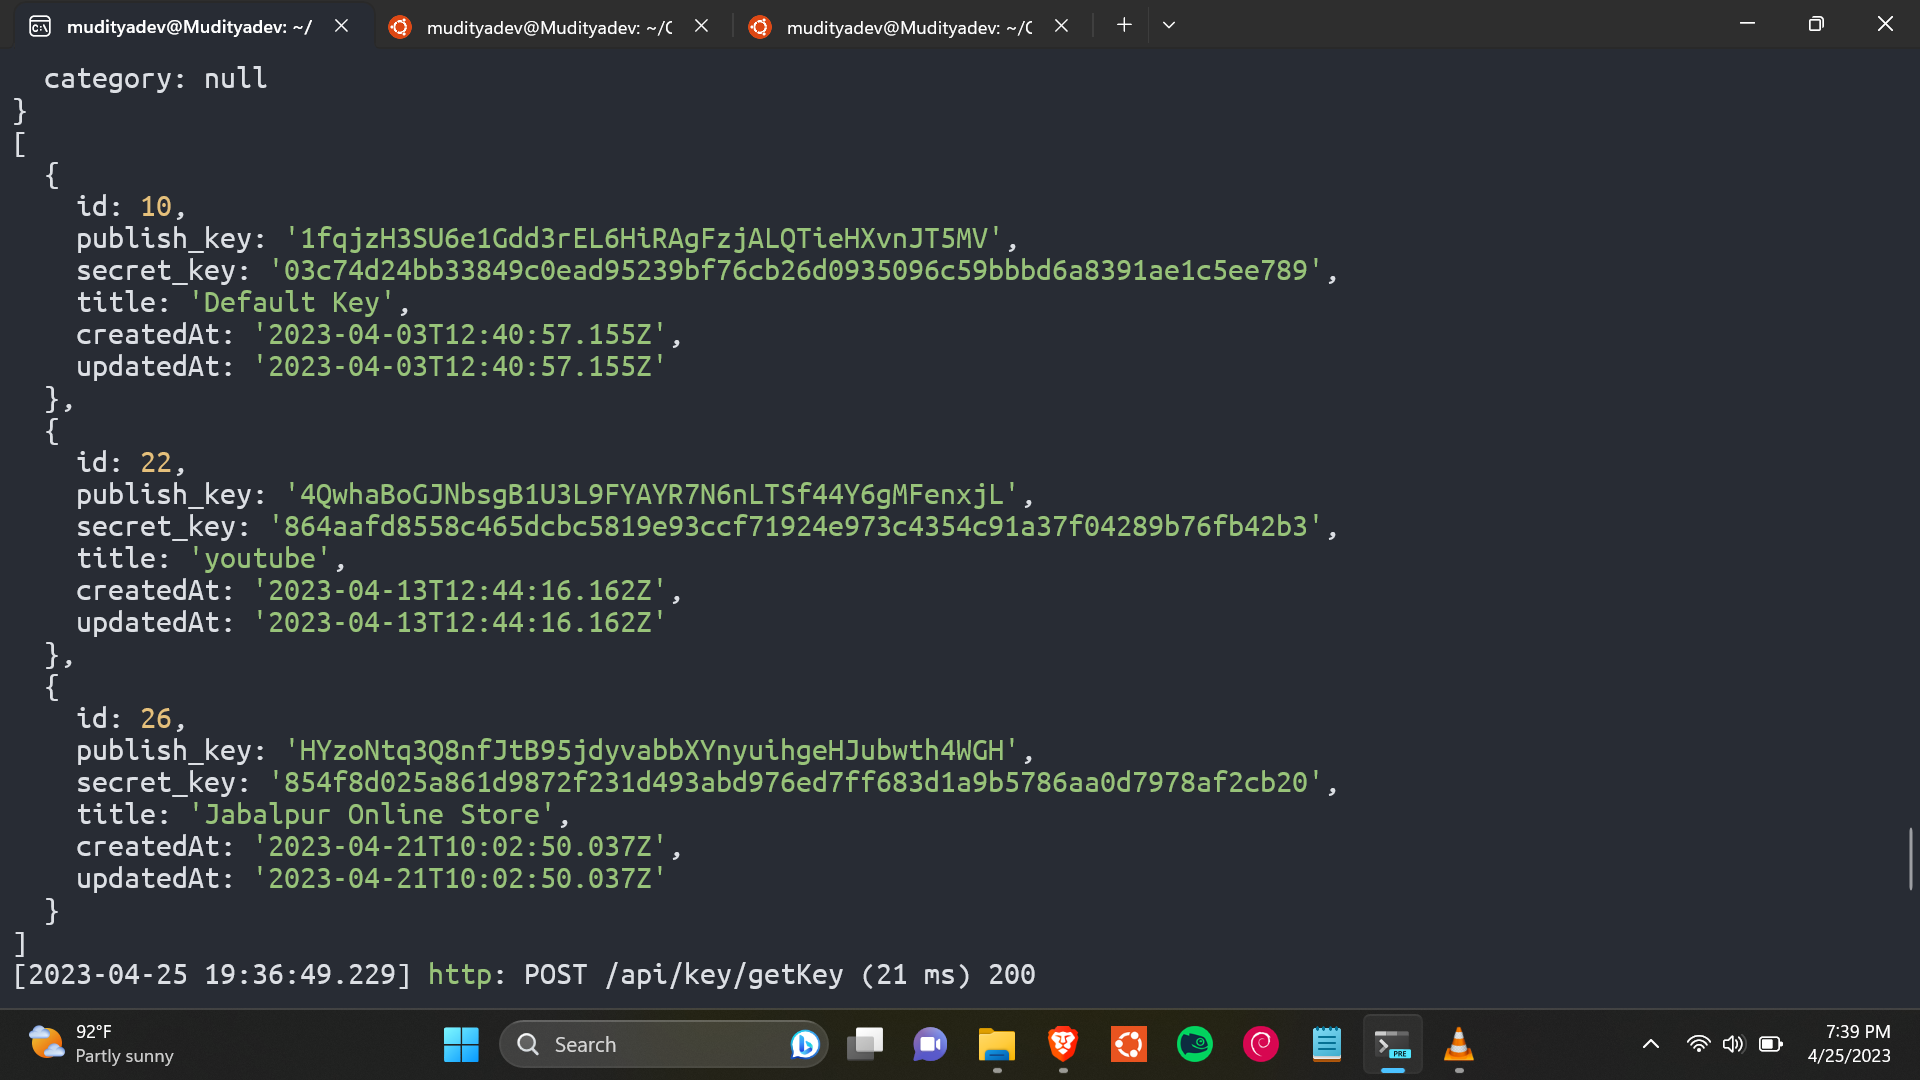 mudityadev@Mudityadev: ~/
mudityadev@Mudityadev: ~/C
mudityadev@Mudityadev: ~/C
  category: null
}
[
  {
    id: 10,
    publish_key: '1fqjzH3SU6e1Gdd3rEL6HiRAgFzjALQTieHXvnJT5MV',
    secret_key: '03c74d24bb33849c0ead95239bf76cb26d0935096c59bbbd6a8391ae1c5ee789',
    title: 'Default Key',
    createdAt: '2023-04-03T12:40:57.155Z',
    updatedAt: '2023-04-03T12:40:57.155Z'
  },
  {
    id: 22,
    publish_key: '4QwhaBoGJNbsgB1U3L9FYAYR7N6nLTSf44Y6gMFenxjL',
    secret_key: '864aafd8558c465dcbc5819e93ccf71924e973c4354c91a37f04289b76fb42b3',
    title: 'youtube',
    createdAt: '2023-04-13T12:44:16.162Z',
    updatedAt: '2023-04-13T12:44:16.162Z'
  },
  {
    id: 26,
    publish_key: 'HYzoNtq3Q8nfJtB95jdyvabbXYnyuihgeHJubwth4WGH',
    secret_key: '854f8d025a861d9872f231d493abd976ed7ff683d1a9b5786aa0d7978af2cb20',
    title: 'Jabalpur Online Store',
    createdAt: '2023-04-21T10:02:50.037Z',
    updatedAt: '2023-04-21T10:02:50.037Z'
  }
]
[2023-04-25 19:36:49.229] http: POST /api/key/getKey (21 ms) 200
92°F
Partly sunny
Search
PRE
7:39 PM
4/25/2023